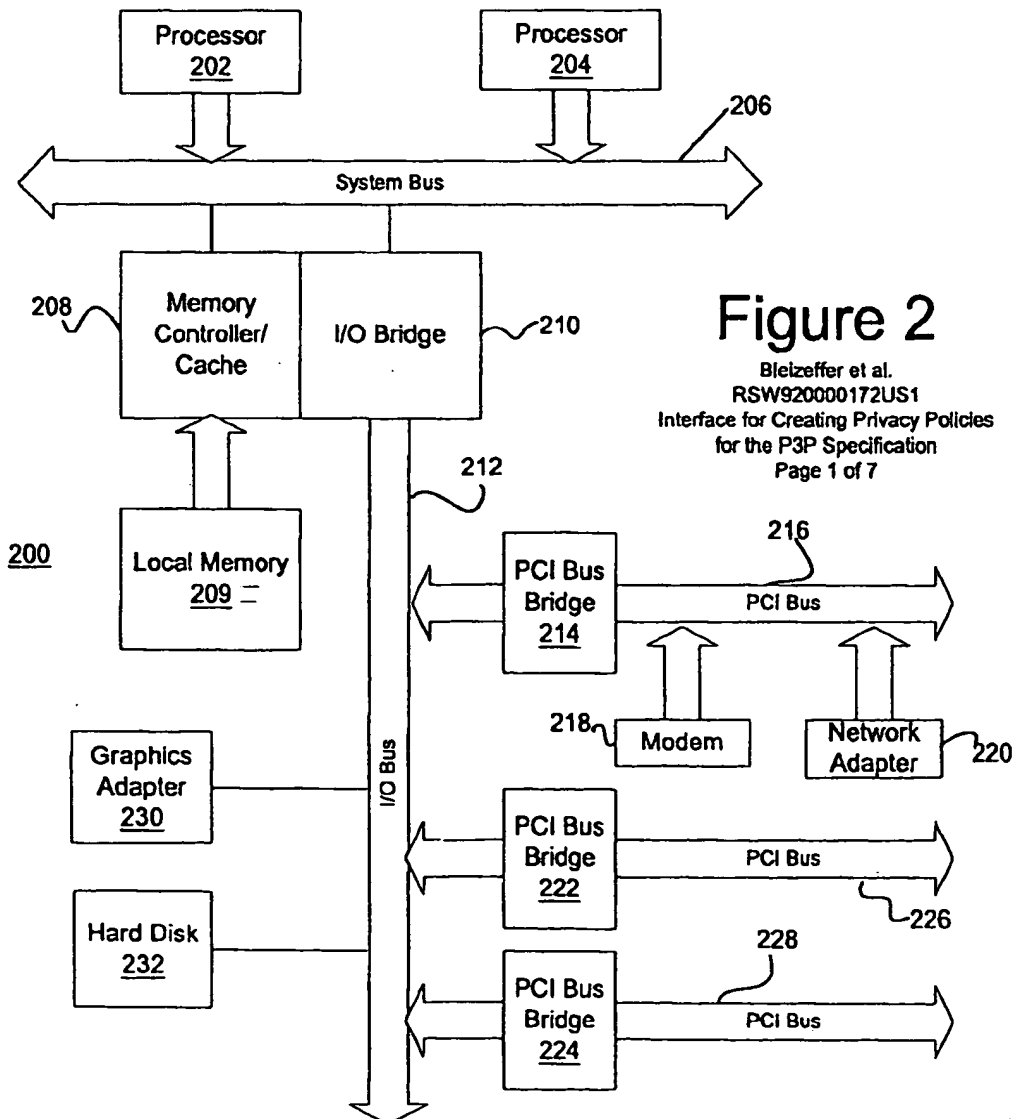 Processor
202
Processor
204
206
System Bus
208
Memory
Controller/
Cache
I/O Bridge
210
Figure 2
Bleizeffer et al.
RSW920000172US1
Interface for Creating Privacy Policies
for the P3P Specification
Page 1 of 7
212
200
Local Memory
209
PCI Bus
Bridge
214
216
PCI Bus
218
Modem
Network
Adapter
220
I/O Bus
Graphics
Adapter
230
PCI Bus
Bridge
222
PCI Bus
226
Hard Disk
232
PCI Bus
Bridge
224
228
PCI Bus